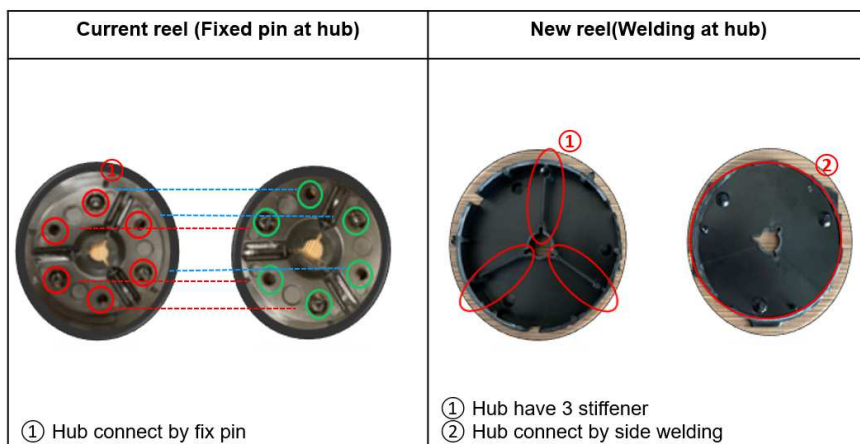 Current reel (Fixed pin at hub)
New reel(Welding at hub)
①
①
②
① Hub connect by fix pin
① Hub have 3 stiffener
② Hub connect by side welding